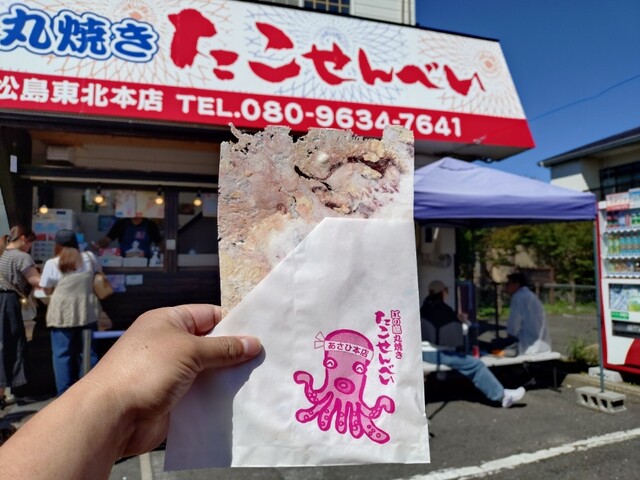 丸焼き たこせんべい
松島東北本店 TEL.080-9634-7641
江の島丸焼き
たこせんべい
あさひ本店